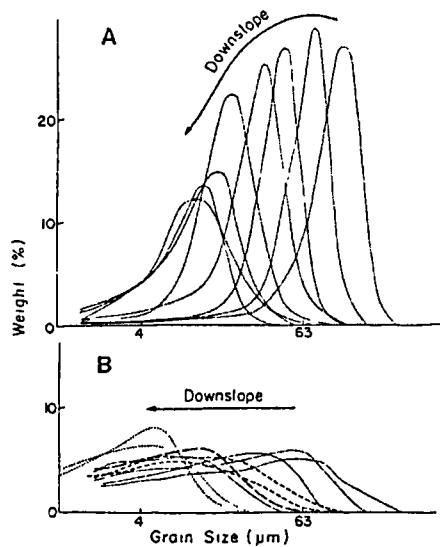 A
Downslope
20
10
0
Weight (%)
4
63
B
Downslope
10
0
4
63
Grain Size (μm)